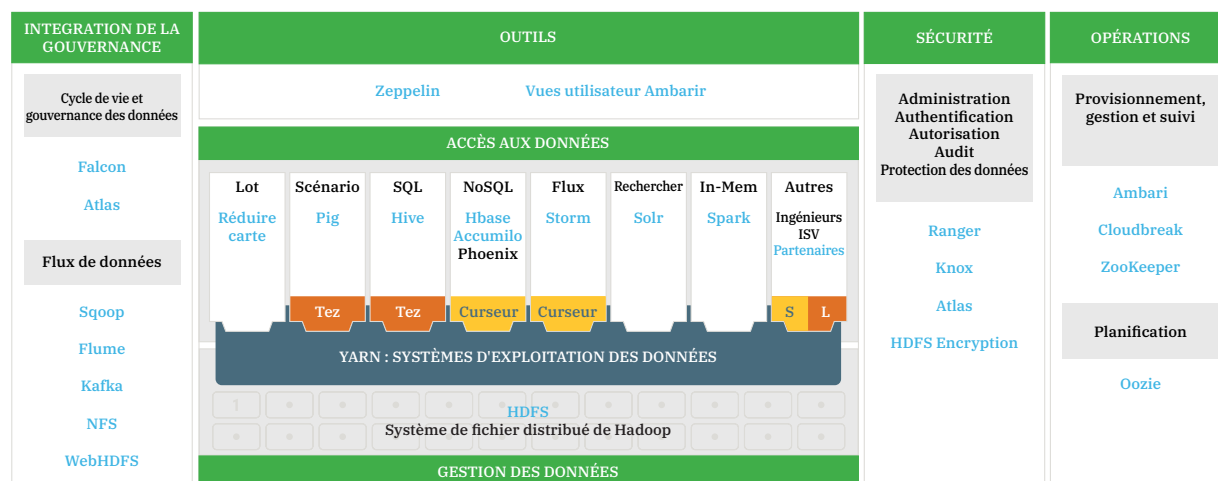 INTEGRATION DE LA
GOUVERNANCE
Cycle de vie et
gouvernance des données
Falcon
Atlas
Flux de données
Sqoop
Flume
Kafka
NFS
WebHDFS
OUTILS
Zeppelin
Vues utilisateur Ambarir
ACCÈS AUX DONNÉES
Lot
Réduire
carte
Scénario
Pig
Tez
SQL
Hive
Tez
NoSQL
Hbase
Accumilo
Phoenix
Curseur
Flux
Storm
Curseur
Rechercher
Solr
In-Mem
Spark
Autres
Ingénieurs
ISV
Partenaires
S
L
YARN : SYSTÈMES D'EXPLOITATION DES DONNÉES
1
HDFS
Système de fichier distribué de Hadoop
GESTION DES DONNÉES
SÉCURITÉ
Administration
Authentification
Autorisation
Audit
Protection des données
Ranger
Knox
Atlas
HDFS Encryption
OPÉRATIONS
Provisionnement,
gestion et suivi
Ambari
Cloudbreak
ZooKeeper
Planification
Oozie